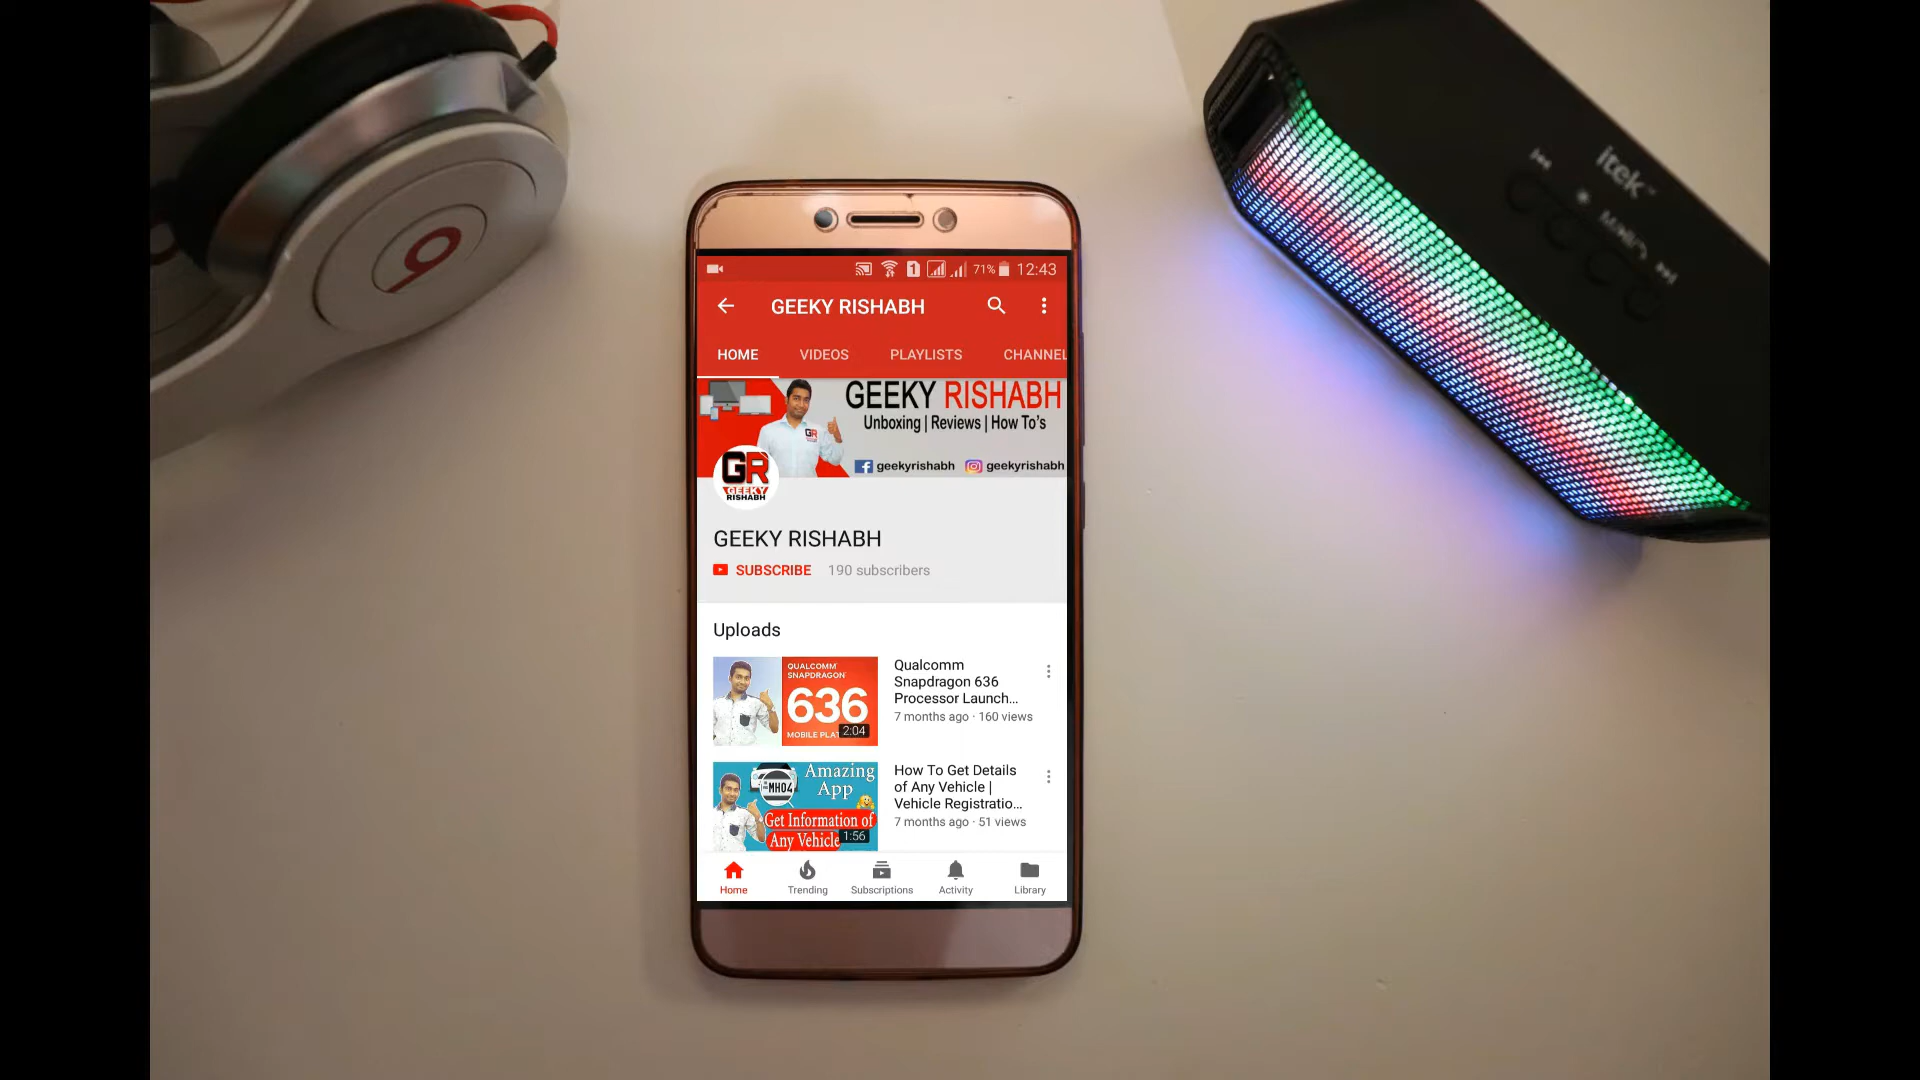 itek
71% 12:43
GEEKY RISHABH
HOME VIDEOS PLAYLISTS CHANNEL
GEEKY RISHABH
Unboxing | Reviews | How To's
geekyrishabh geekyrishabh
GR
GR
GEEKY
RISHABH
GEEKY RISHABH
SUBSCRIBE 190 subscribers
Uploads
QUALCOMM
SNAPDRAGON
636
MOBILE PLAT
2:04
Qualcomm
Snapdragon 636
Processor Launch...
7 months ago · 160 views
MH04
Amazing
App
Get Information of
Any Vehicle
1:56
How To Get Details
of Any Vehicle |
Vehicle Registratio...
7 months ago · 51 views
Home Trending Subscriptions Activity Library